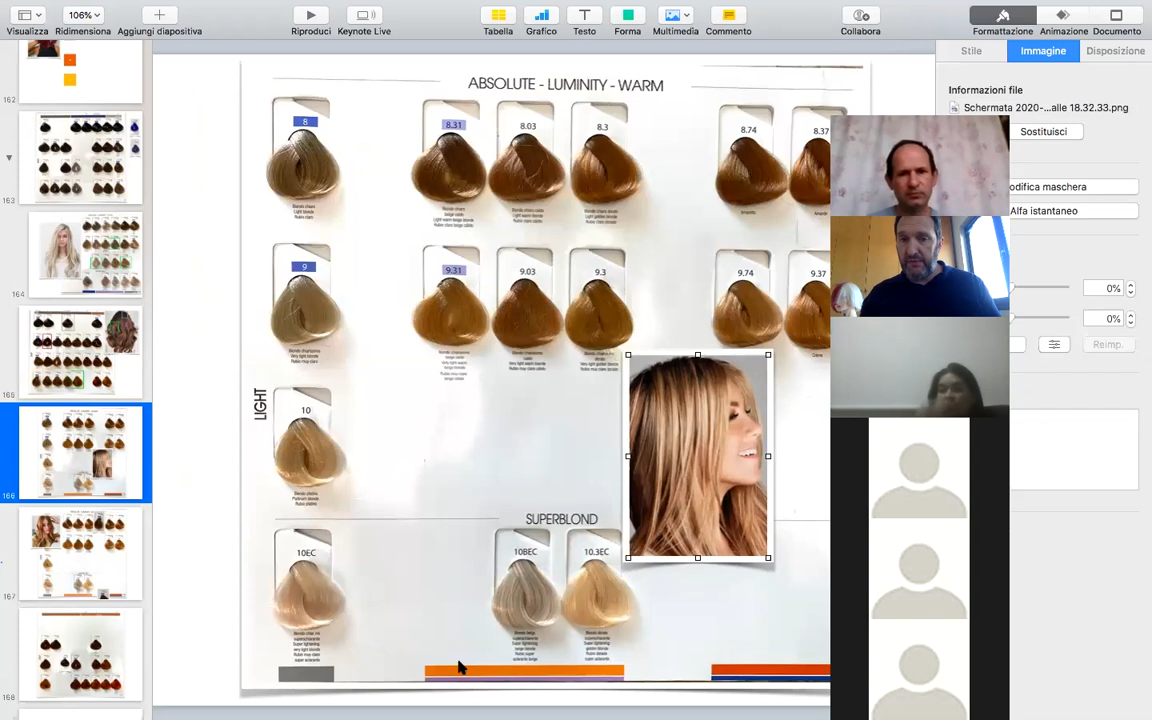 106%
Visualizza
Ridimensiona
Aggiungi diapositiva
Riproduci
Keynote Live
Tabella
Grafico
Testo
Forma
Multimedia
Commento
Collabora
Formattazione
Animazione
Documento
Stile
Immagine
Disposizione
Informazioni file
Schermata 2020-...alle 18.32.33.png
Sostituisci
odifica maschera
Alfa istantaneo
0%
0%
Reimp.
162
163
164
165
166
167
168
ABSOLUTE - LUMINITY - WARM
8
8.31
8.03
8.3
8.74
8.37
9
9.31
9.03
9.3
9.74
9.37
LIGHT
10
SUPERBLOND
10EC
10BEC
10.3EC